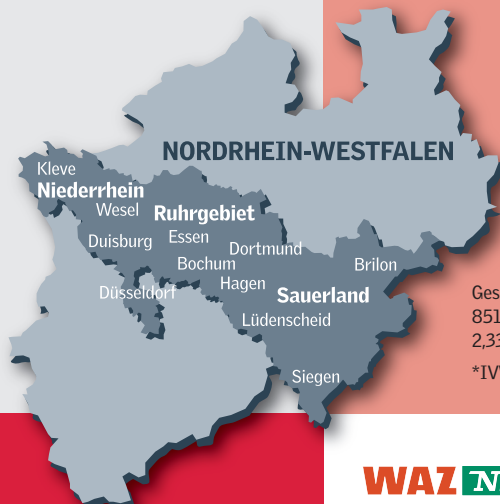 NORDRHEIN-WESTFALEN
Kleve
Niederrhein
Wesel
Ruhrgebiet
Duisburg
Essen
Dortmund
Bochum
Brilon
Düsseldorf
Hagen
Sauerland
Lüdenscheid
Siegen
Ges
851
2,33
*IV
WAZ N